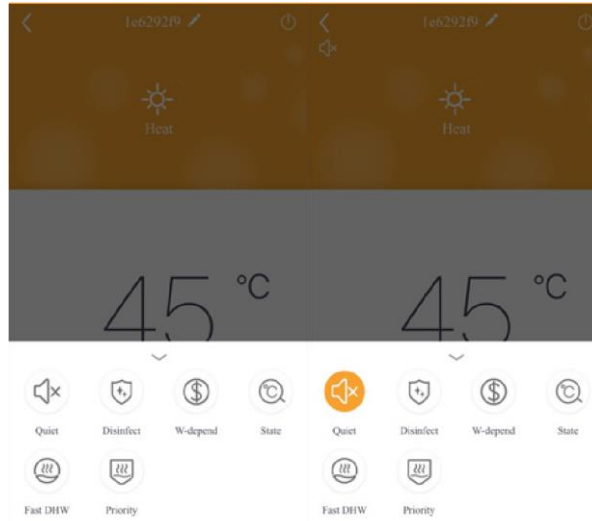 1e6292f9
Heat
45 °C
Quiet
Disinfect
W-depend
State
Fast DHW
Priority
1e6292f9
Heat
45 °C
Quiet
Disinfect
W-depend
State
Fast DHW
Priority